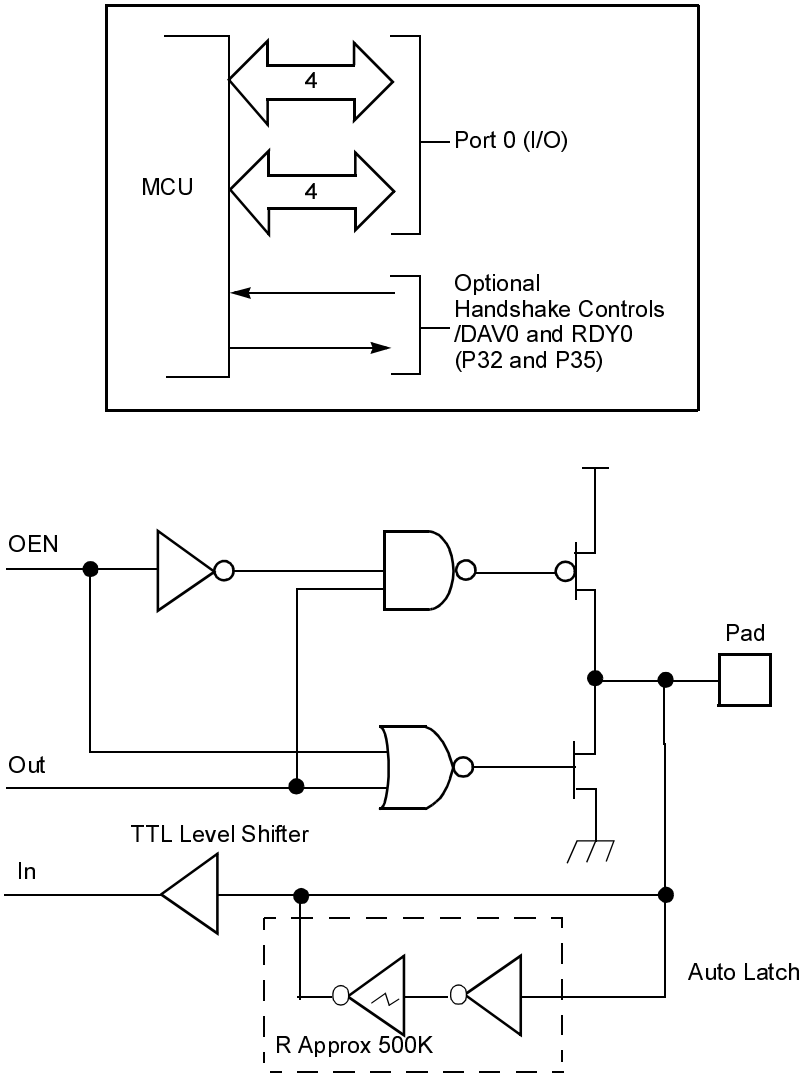 MCU
4
4
Port 0 (I/O)
Optional
Handshake Controls
/DAV0 and RDY0
(P32 and P35)
OEN
Pad
Out
TTL Level Shifter
In
Auto Latch
R Approx 500K